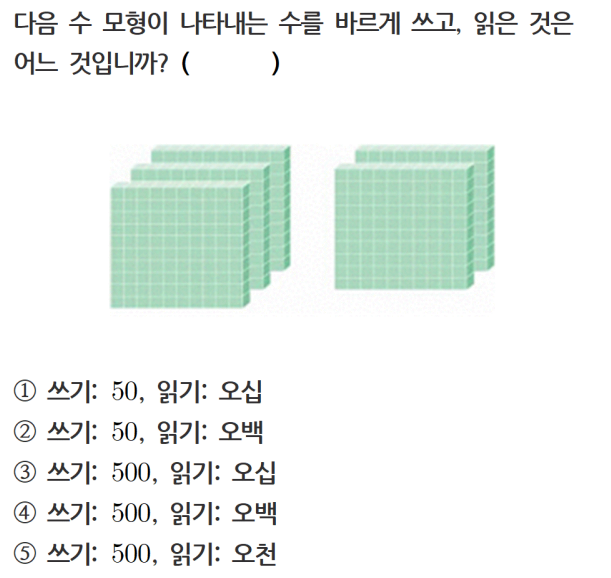 다음 수 모형이 나타내는 수를 바르게 쓰고, 읽은 것은
어느 것입니까? (        )
① 쓰기: 50, 읽기: 오십
② 쓰기: 50, 읽기: 오백
③ 쓰기: 500, 읽기: 오십
④ 쓰기: 500, 읽기: 오백
⑤ 쓰기: 500, 읽기: 오천